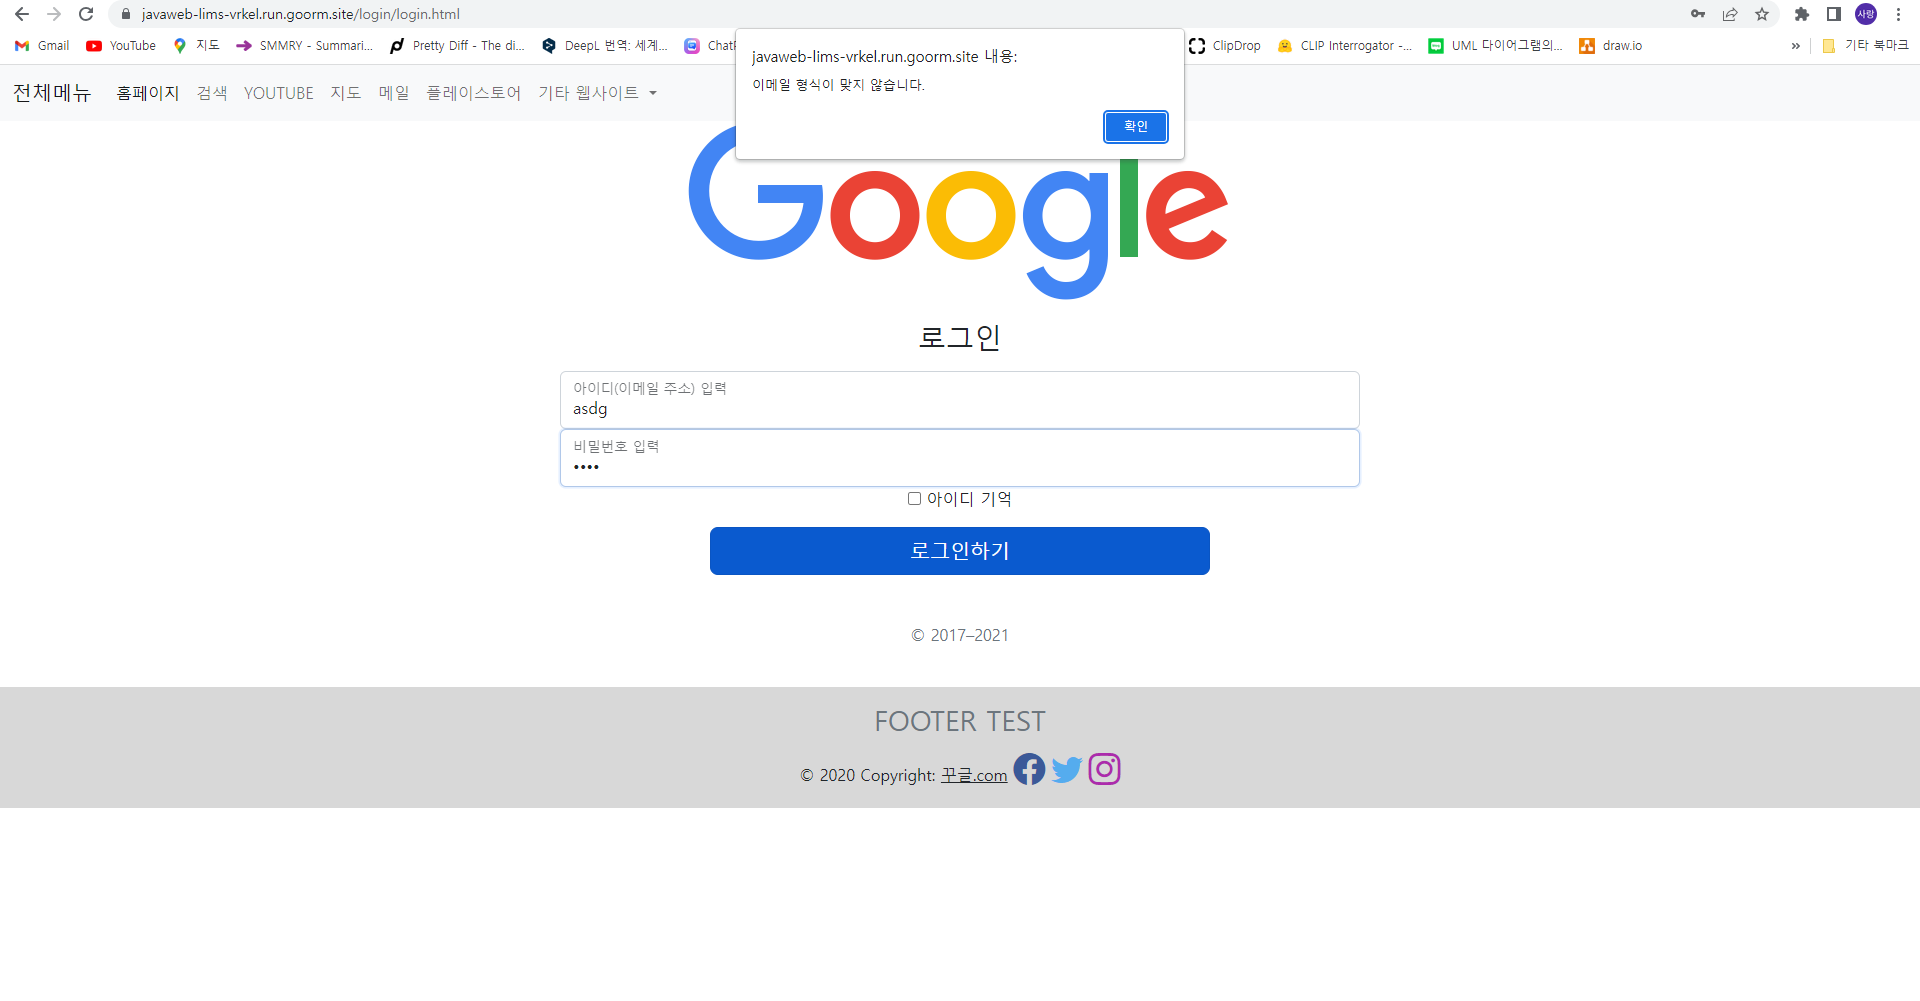 javaweb-lims-vrkel.run.goorm.site/login/login.html
사랑
Gmail YouTube 지도 SMMRY - Summari... Pretty Diff - The di... DeepL 번역: 세계... ClipDrop CLIP Interrogator -... UML 다이어그램의... draw.io » 기타 북마크
javaweb-lims-vrkel.run.goorm.site 내용:
이메일 형식이 맞지 않습니다.
확인
전체메뉴 홈페이지 검색 YOUTUBE 지도 메일 플레이스토어 기타 웹사이트
Google
로그인
아이디(이메일 주소) 입력
asdg
비밀번호 입력
••••
아이디 기억
로그인하기
© 2017–2021
FOOTER TEST
© 2020 Copyright: 꾸글.com